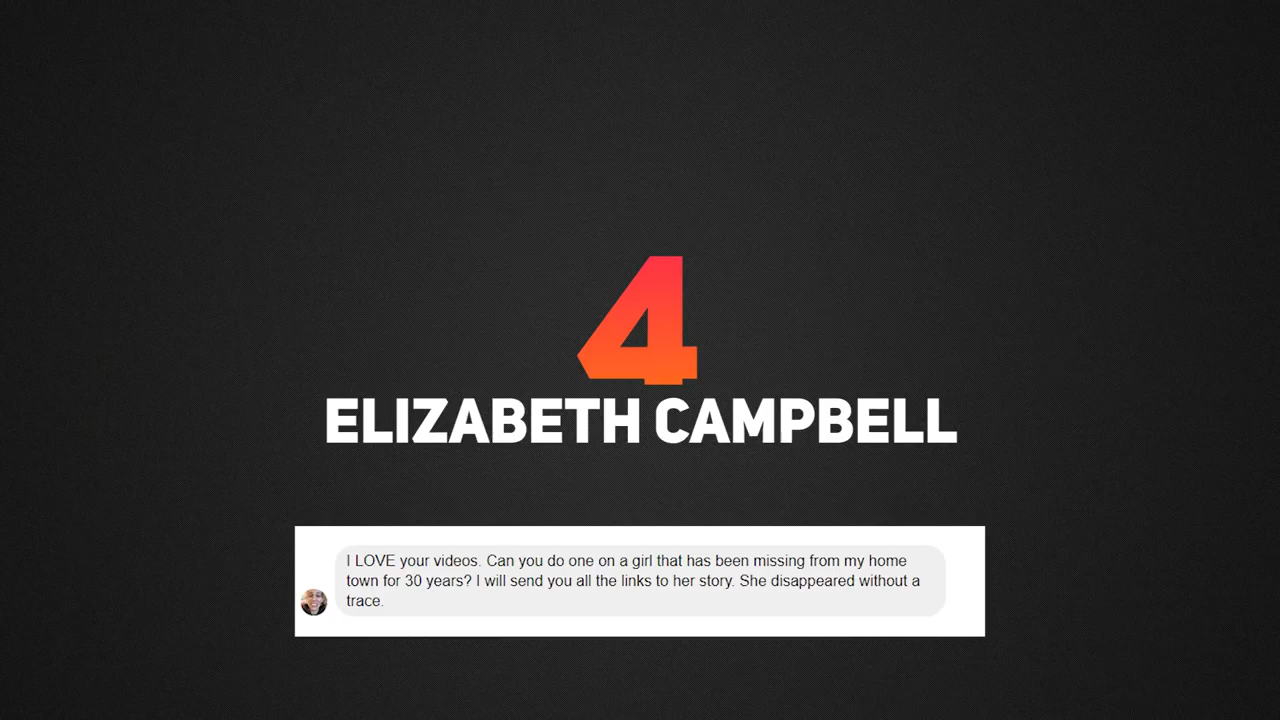 4
ELIZABETH CAMPBELL
I LOVE your videos. Can you do one on a girl that has been missing from my home
town for 30 years? I will send you all the links to her story. She disappeared without a
trace.